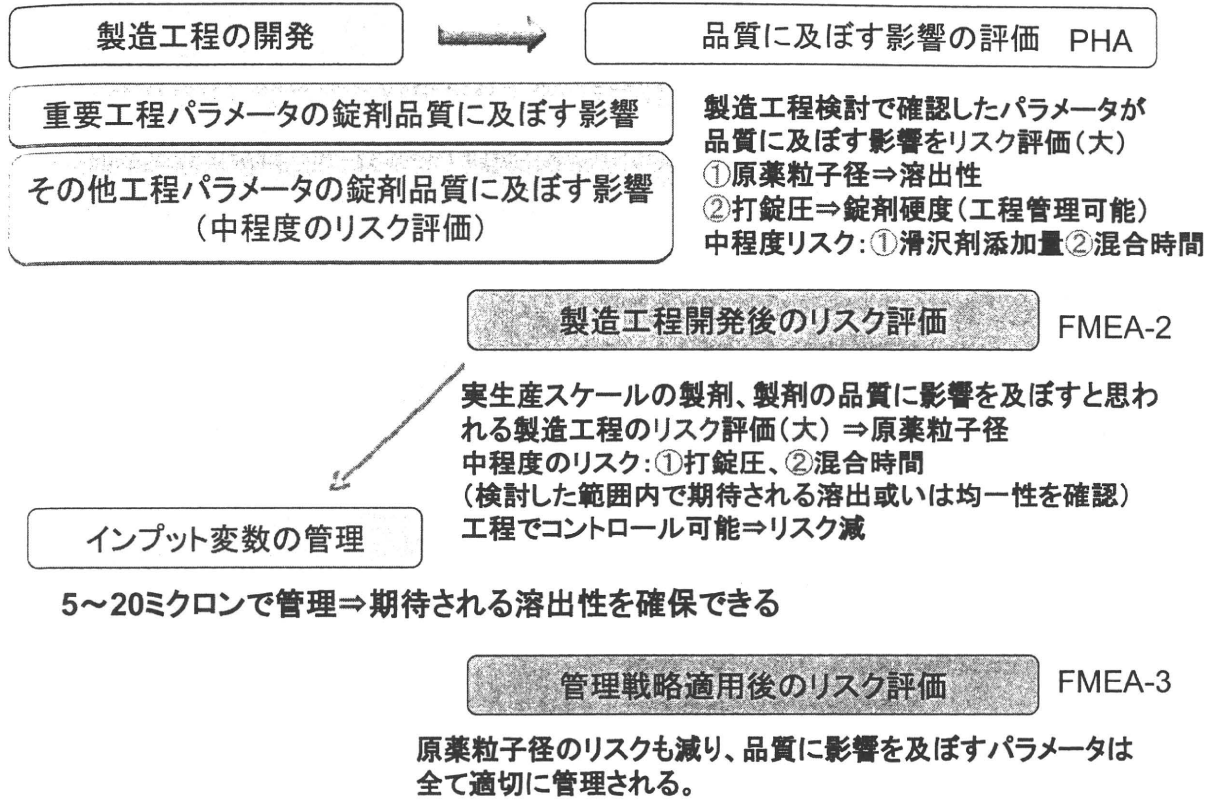 製造工程の開発
品質に及ぼす影響の評価 PHA
重要工程パラメータの錠剤品質に及ぼす影響
その他工程パラメータの錠剤品質に及ぼす影響
(中程度のリスク評価)
製造工程検討で確認したパラメータが
品質に及ぼす影響をリスク評価(大)
①原薬粒子径⇒溶出性
②打錠圧⇒錠剤硬度(工程管理可能)
中程度リスク:①滑沢剤添加量②混合時間
製造工程開発後のリスク評価 FMEA-2
実生産スケールの製剤、製剤の品質に影響を及ぼすと思わ
れる製造工程のリスク評価(大) ⇒原薬粒子径
中程度のリスク:①打錠圧、②混合時間
(検討した範囲内で期待される溶出或いは均一性を確認)
工程でコントロール可能⇒リスク減
インプット変数の管理
5~20ミクロンで管理⇒期待される溶出性を確保できる
管理戦略適用後のリスク評価 FMEA-3
原薬粒子径のリスクも減り、品質に影響を及ぼすパラメータは
全て適切に管理される。